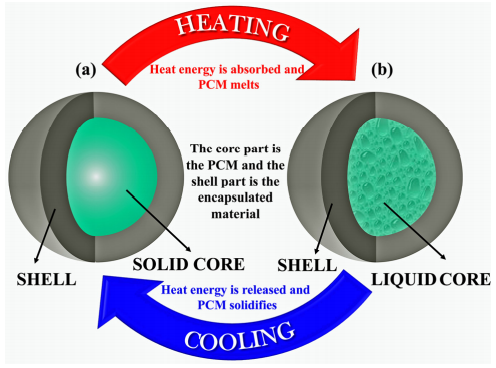 HEATING
(a)
Heat energy is absorbed and
PCM melts
(b)
The core part is
the PCM and the
shell part is the
encapsulated
material
SHELL
SOLID CORE
SHELL
LIQUID CORE
Heat energy is released and
PCM solidifies
COOLING